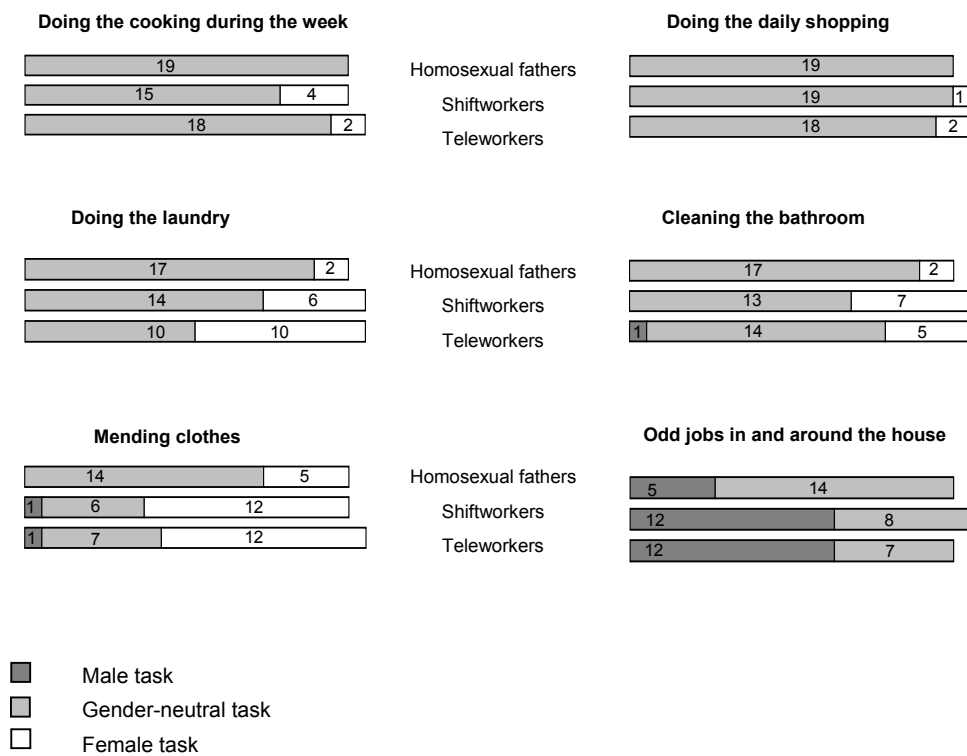 Doing the cooking during the week
Doing the daily shopping
19
Homosexual fathers
19
15 4
Shiftworkers
19 1
18 2
Teleworkers
18 2
Doing the laundry
Cleaning the bathroom
17 2
Homosexual fathers
17 2
14 6
Shiftworkers
13 7
10 10
Teleworkers
1 14 5
Mending clothes
Odd jobs in and around the house
14 5
Homosexual fathers
5 14
1 6 12
Shiftworkers
12 8
1 7 12
Teleworkers
12 7
Male task
Gender-neutral task
Female task